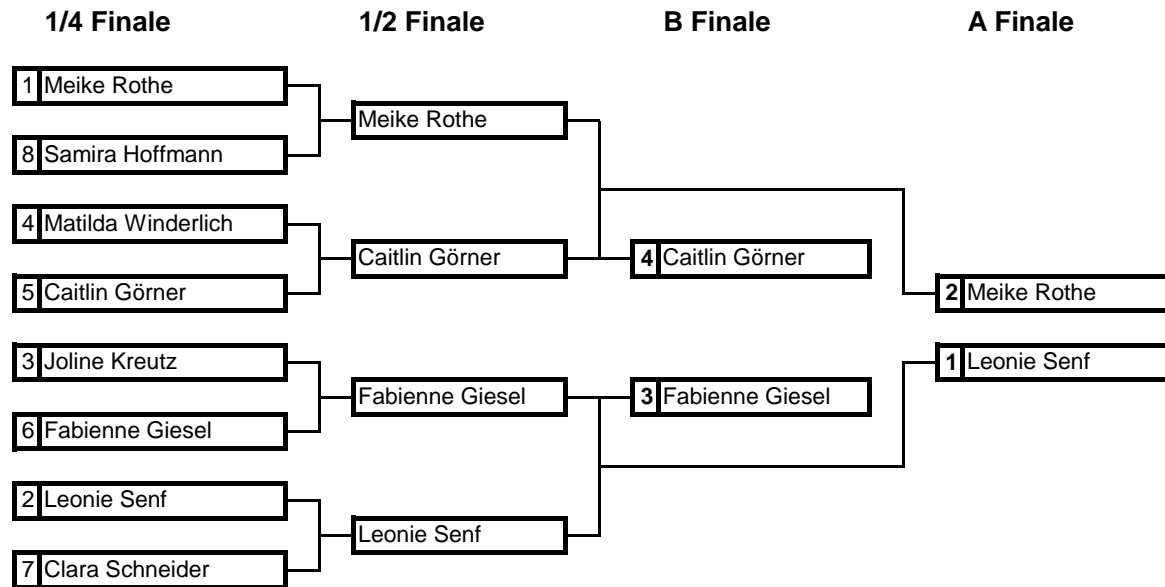 1/4 Finale 1/2 Finale B Finale A Finale
1 Meike Rothe
Meike Rothe
8 Samira Hoffmann
4 Matilda Winderlich
Caitlin Görner 4 Caitlin Görner
5 Caitlin Görner 2 Meike Rothe
3 Joline Kreutz 1 Leonie Senf
Fabienne Giesel 3 Fabienne Giesel
6 Fabienne Giesel
2 Leonie Senf
Leonie Senf
7 Clara Schneider